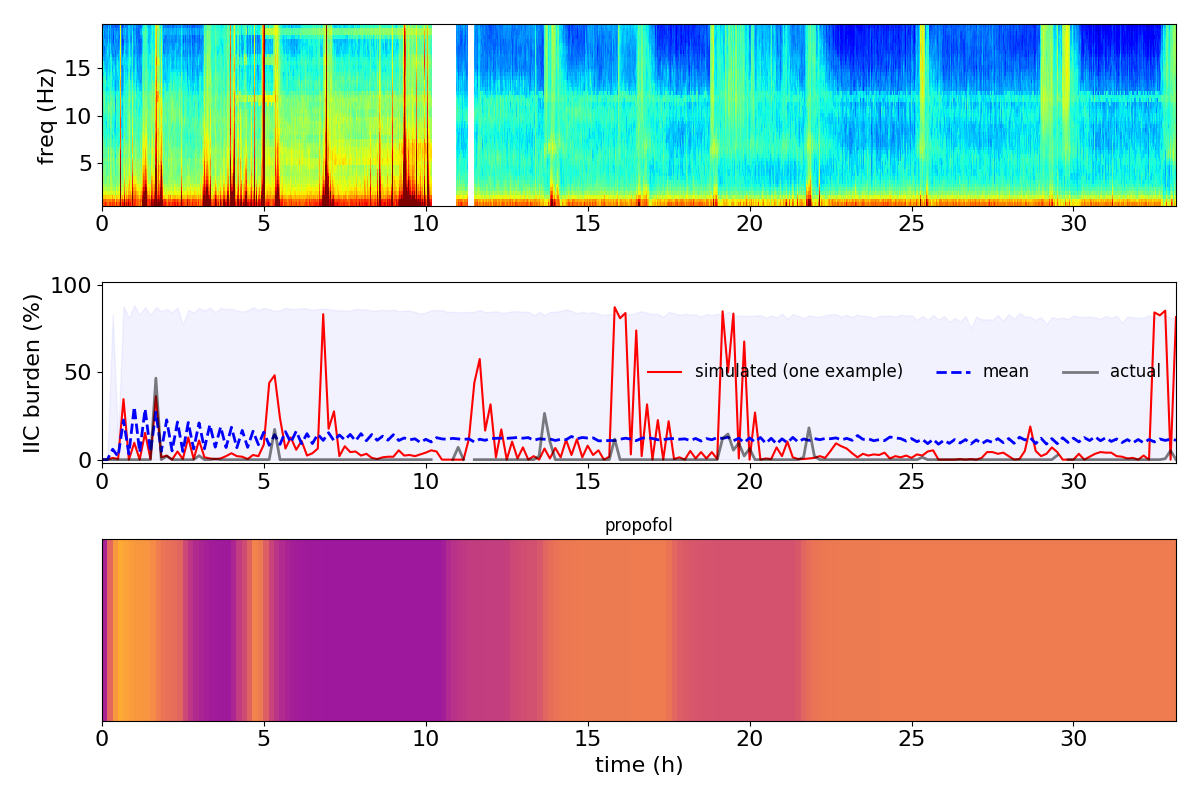 freq (Hz)
15
10
5
0 5 10 15 20 25 30
IIC burden (%)
100
50
0
simulated (one example) mean actual
0 5 10 15 20 25 30
propofol
0 5 10 15 20 25 30
time (h)